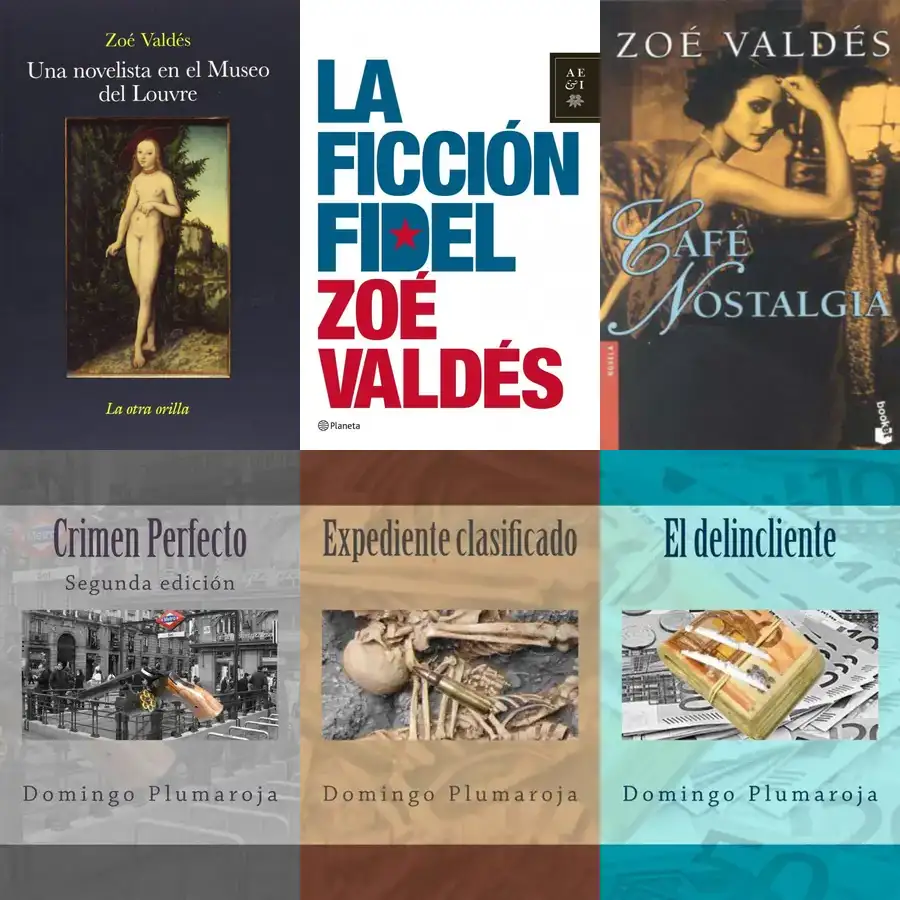 Zoé Valdés
Una novelista en el Museo
del Louvre
La otra orilla
LA
FICCIÓN
FIDEL
ZOÉ
VALDÉS
AE
&I
Planeta
ZOÉ VALDÉS
CAFÉ
NOSTALGIA
NOVELA
booket
Crimen Perfecto
Segunda edición
Domingo Plumaroja
Expediente clasificado
Domingo Plumaroja
El delincliente
Domingo Plumaroja